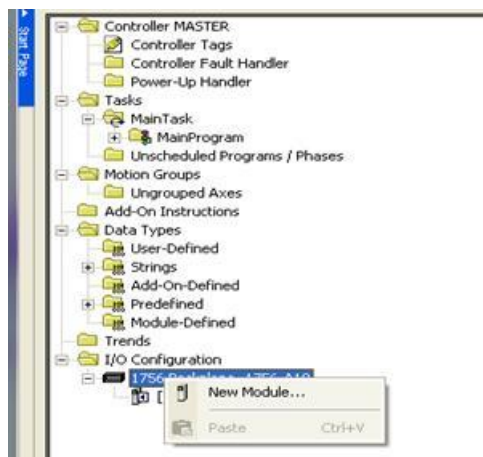 Start Page
Controller MASTER
Controller Tags
Controller Fault Handler
Power-Up Handler
Tasks
MainTask
MainProgram
Unscheduled Programs / Phases
Motion Groups
Ungrouped Axes
Add-On Instructions
Data Types
User-Defined
Strings
Add-On-Defined
Predefined
Module-Defined
Trends
I/O Configuration
1756 Backplane, 1756-A10
New Module...
Paste Ctrl+V